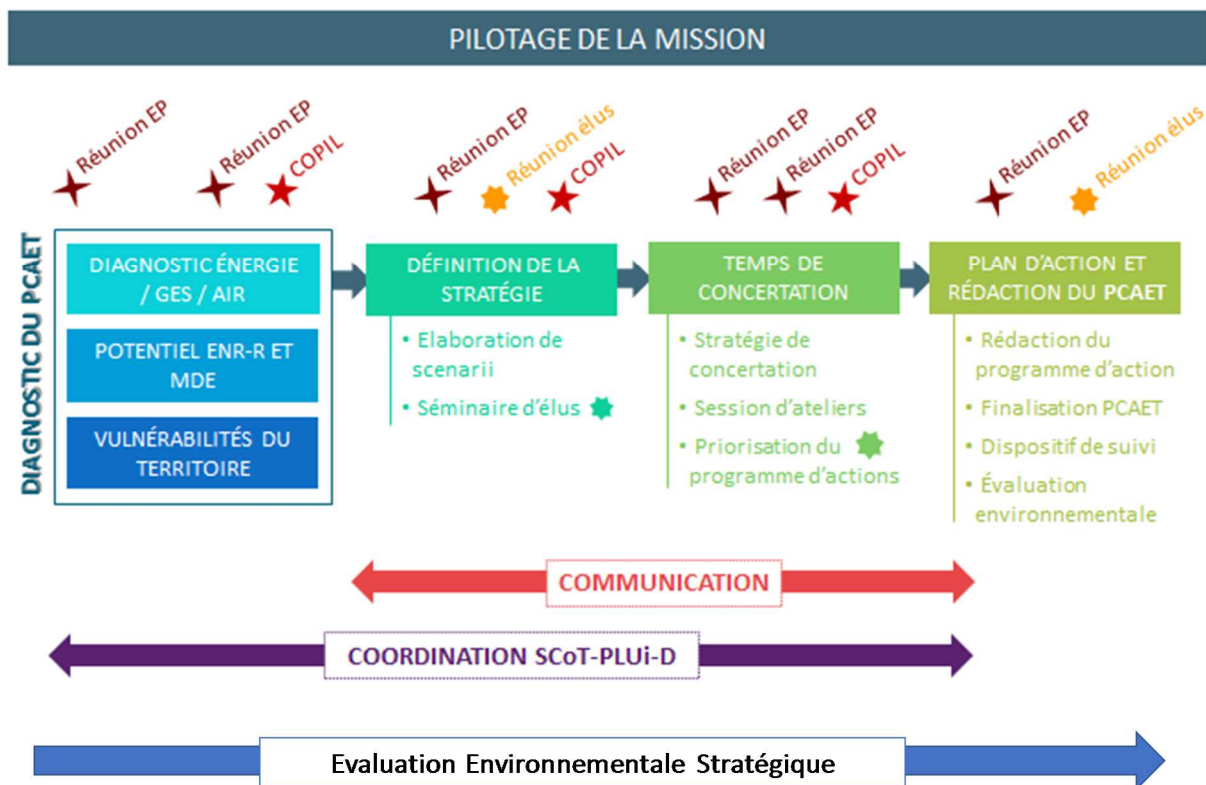 PILOTAGE DE LA MISSION
Réunion EP
Réunion EP
COPIL
Réunion EP
Réunion élus
COPIL
Réunion EP
Réunion EP
COPIL
Réunion EP
Réunion élus
DIAGNOSTIC DU PCAET
DIAGNOSTIC ÉNERGIE
/ GES / AIR
POTENTIEL ENR-R ET
MDE
VULNÉRABILITÉS DU
TERRITOIRE
DÉFINITION DE LA
STRATÉGIE
• Elaboration de
scenarii
• Séminaire d'élus
TEMPS DE
CONCERTATION
• Stratégie de
concertation
• Session d'ateliers
• Priorisation du
programme d'actions
PLAN D'ACTION ET
RÉDACTION DU PCAET
• Rédaction du
programme d'action
• Finalisation PCAET
• Dispositif de suivi
• Évaluation
environnementale
COMMUNICATION
COORDINATION SCoT-PLUi-D
Evaluation Environnementale Stratégique